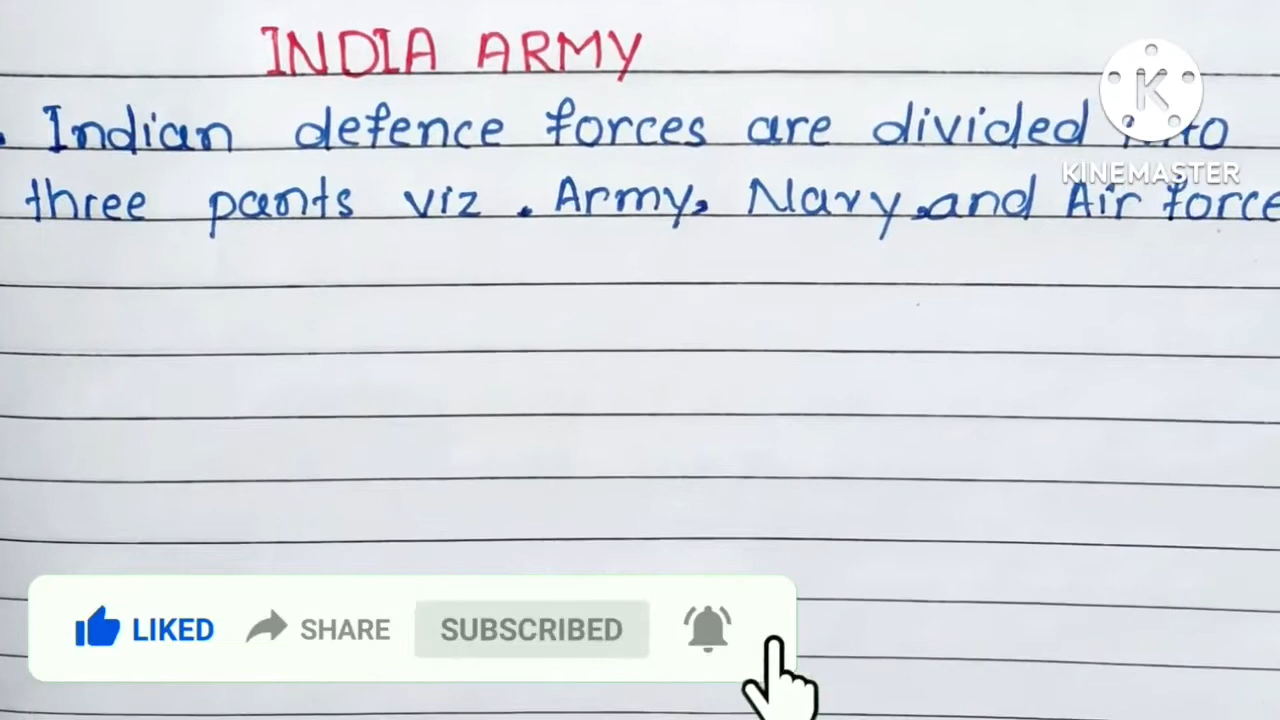 INDIA ARMY
. Indian defence forces are divided into
three parts viz . Army, Navy, and Air force
KINEMASTER
LIKED SHARE SUBSCRIBED